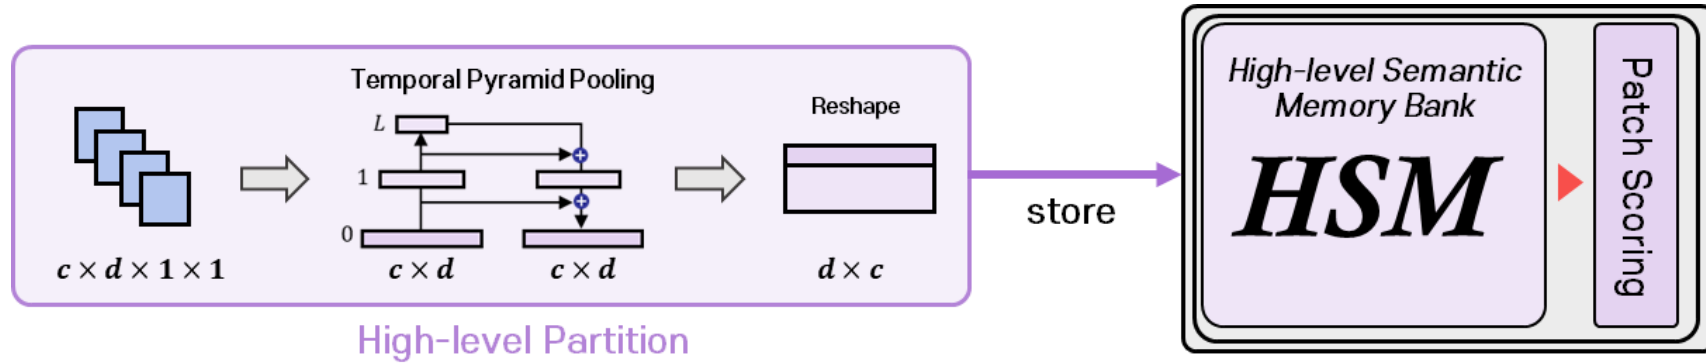 Temporal Pyramid Pooling
L
1
0
c × d × 1 × 1
c × d
c × d
Reshape
d × c
High-level Partition
store
High-level Semantic
Memory Bank
HSM
Patch Scoring